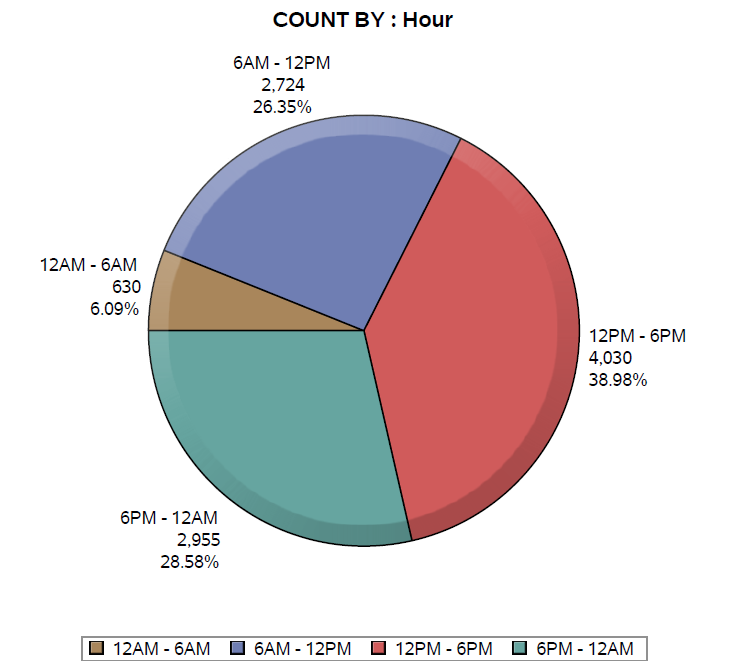 COUNT BY : Hour
6AM - 12PM
2,724
26.35%
12AM - 6AM
630
6.09%
12PM - 6PM
4,030
38.98%
6PM - 12AM
2,955
28.58%
12AM - 6AM 6AM - 12PM 12PM - 6PM 6PM - 12AM